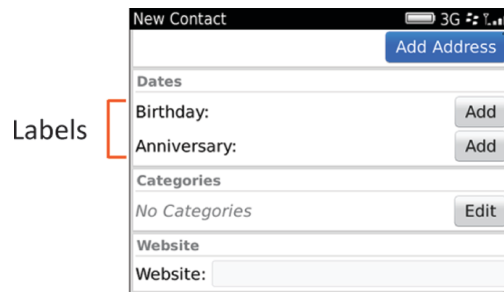 New Contact 3G
Add Address
Dates
Labels
Birthday: Add
Anniversary: Add
Categories
No Categories Edit
Website
Website: